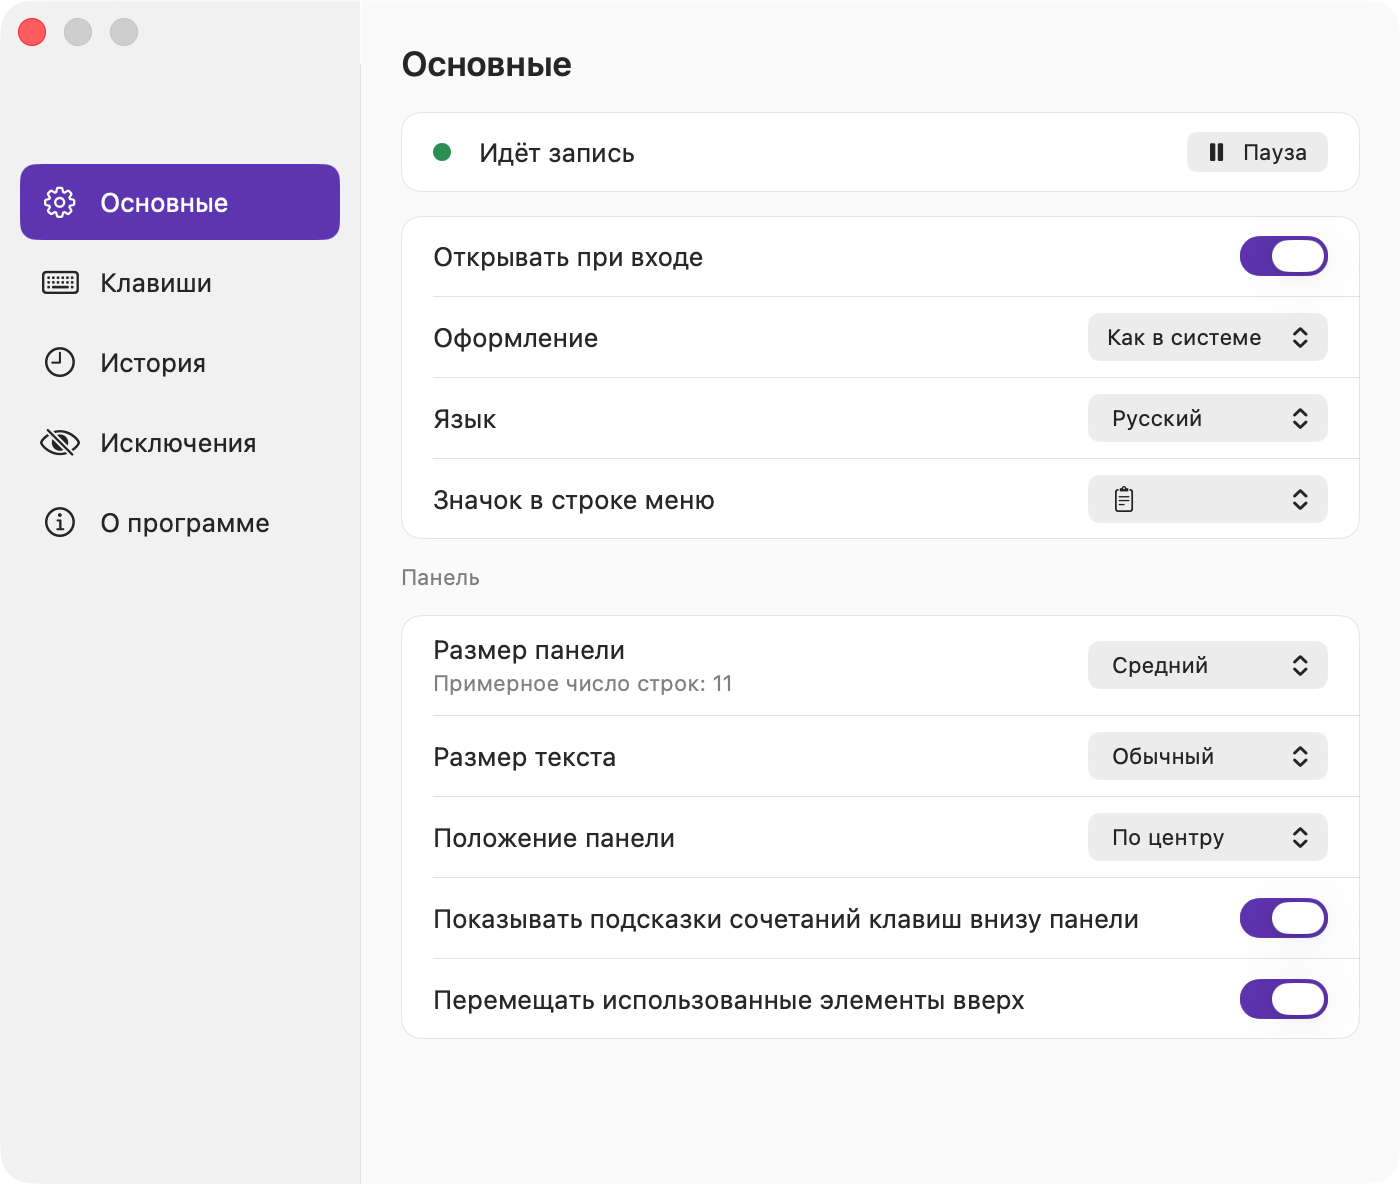 Основные
Клавиши
История
Исключения
О программе
Основные
Идёт запись
Пауза
Открывать при входе
Оформление
Как в системе
Язык
Русский
Значок в строке меню
Панель
Размер панели
Примерное число строк: 11
Средний
Размер текста
Обычный
Положение панели
По центру
Показывать подсказки сочетаний клавиш внизу панели
Перемещать использованные элементы вверх